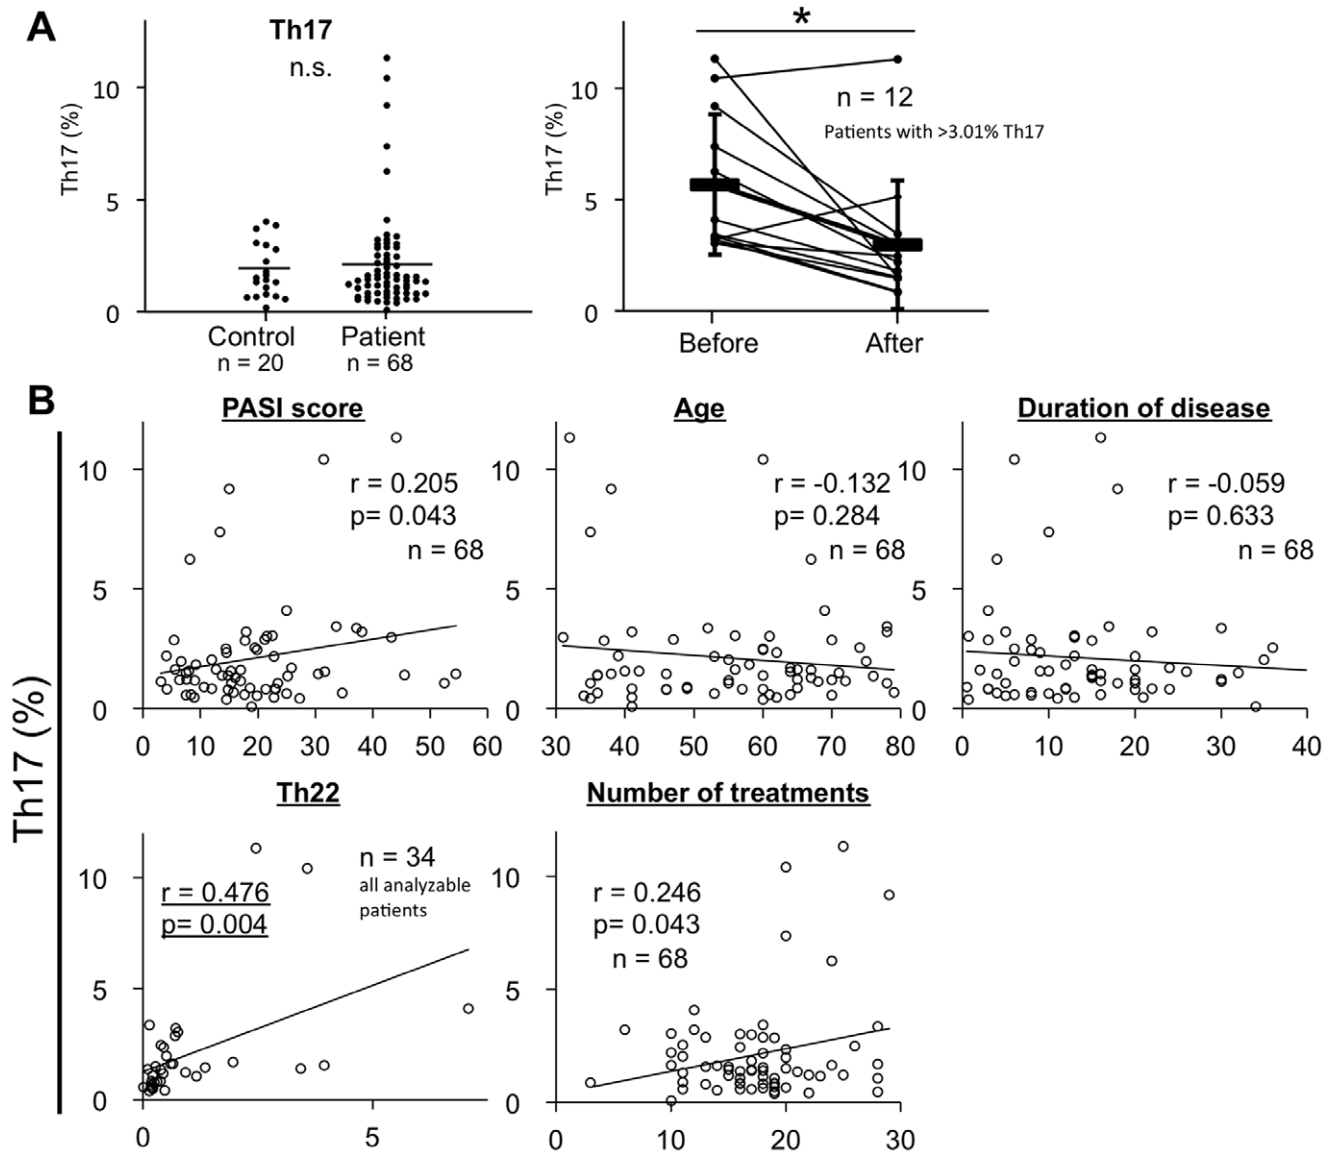 A
Th17
n.s.
Th17 (%)
10
5
0
Control
n = 20
Patient
n = 68
*
Th17 (%)
10
5
0
n = 12
Patients with >3.01% Th17
Before
After
B
Th17 (%)
PASI score
10
5
0
r = 0.205
p= 0.043
n = 68
0 10 20 30 40 50 60
Age
10
5
0
r = -0.132
p= 0.284
n = 68
30 40 50 60 70 80
Duration of disease
10
5
0
r = -0.059
p= 0.633
n = 68
0 10 20 30 40
Th22
10
5
0
r = 0.476
p= 0.004
n = 34
all analyzable
patients
0 5
Number of treatments
10
5
0
r = 0.246
p= 0.043
n = 68
0 10 20 30